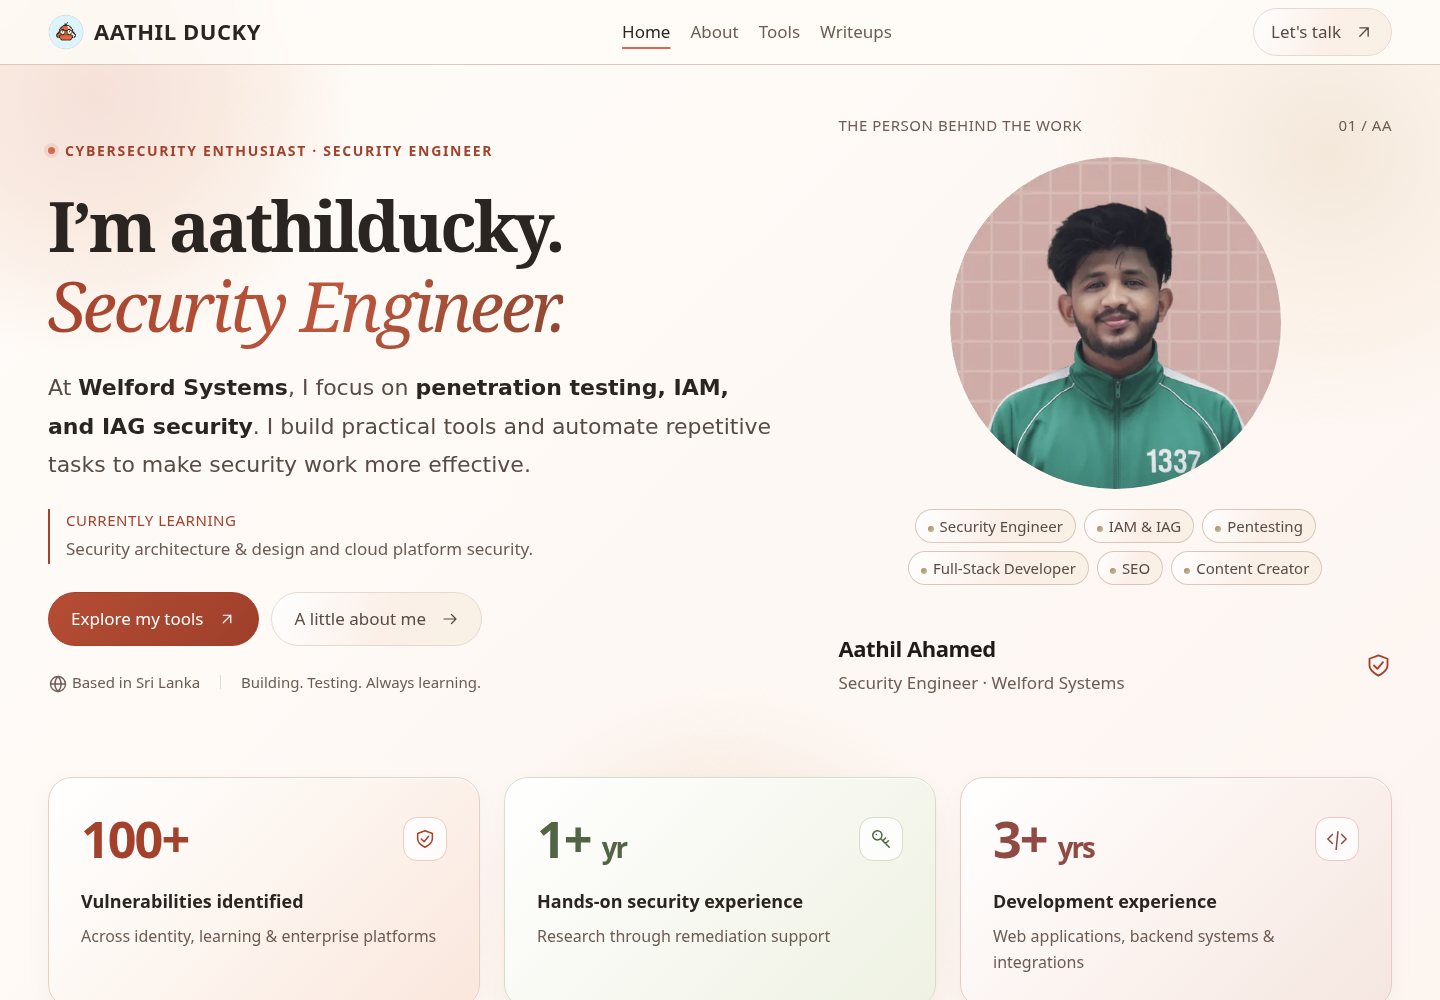 AATHIL DUCKY
Home
About
Tools
Writeups
Let's talk
CYBERSECURITY ENTHUSIAST · SECURITY ENGINEER
I’m aathilducky.
Security Engineer.
At Welford Systems, I focus on penetration testing, IAM,
and IAG security. I build practical tools and automate repetitive
tasks to make security work more effective.
CURRENTLY LEARNING
Security architecture & design and cloud platform security.
Explore my tools
A little about me
Based in Sri Lanka
Building. Testing. Always learning.
THE PERSON BEHIND THE WORK
01 / AA
1337
Security Engineer
IAM & IAG
Pentesting
Full-Stack Developer
SEO
Content Creator
Aathil Ahamed
Security Engineer · Welford Systems
100+
Vulnerabilities identified
Across identity, learning & enterprise platforms
1+ yr
Hands-on security experience
Research through remediation support
3+ yrs
Development experience
Web applications, backend systems &
integrations